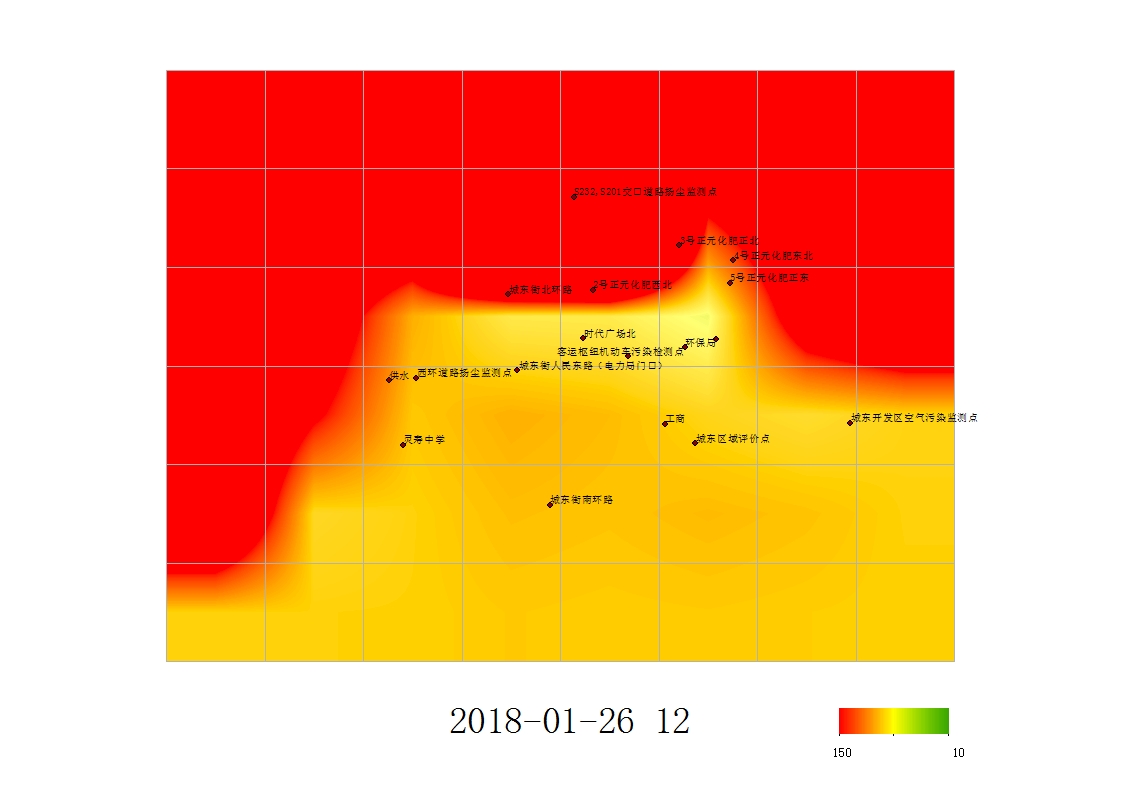 S232,S201交口道路扬尘监测点
3号正元化肥正北
4号正元化肥东北
5号正元化肥正东
2号正元化肥西北
城东街北环路
时代广场北
环保局
客运枢纽机动车污染检测点
城东街人民东路（电力局门口）
西环道路扬尘监测点
供水
工商
城东开发区空气污染监测点
城东区域评价点
灵寿中学
城东街南环路
2018-01-26 12
150
10